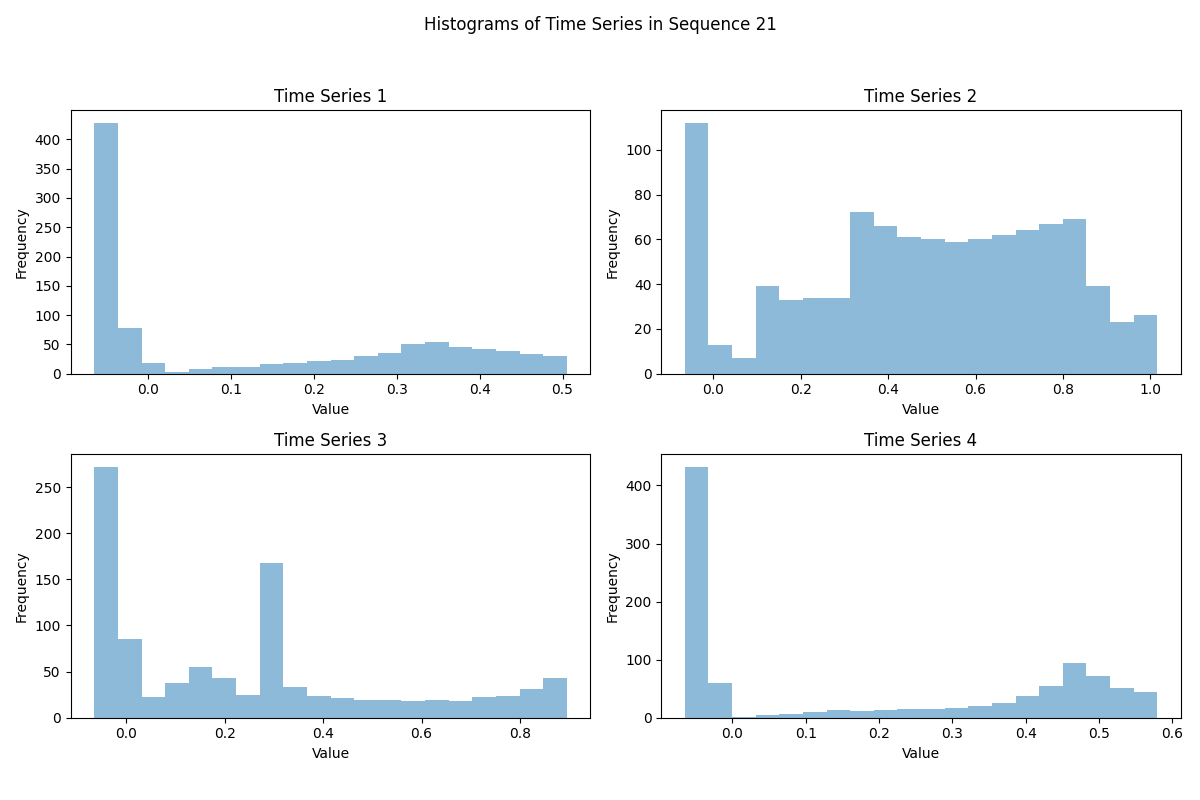 Histograms of Time Series in Sequence 21
Time Series 1
Frequency
400
350
300
250
200
150
100
50
0
0.0 0.1 0.2 0.3 0.4 0.5
Value
Time Series 2
Frequency
100
80
60
40
20
0
0.0 0.2 0.4 0.6 0.8 1.0
Value
Time Series 3
Frequency
250
200
150
100
50
0
0.0 0.2 0.4 0.6 0.8
Value
Time Series 4
Frequency
400
300
200
100
0
0.0 0.1 0.2 0.3 0.4 0.5 0.6
Value